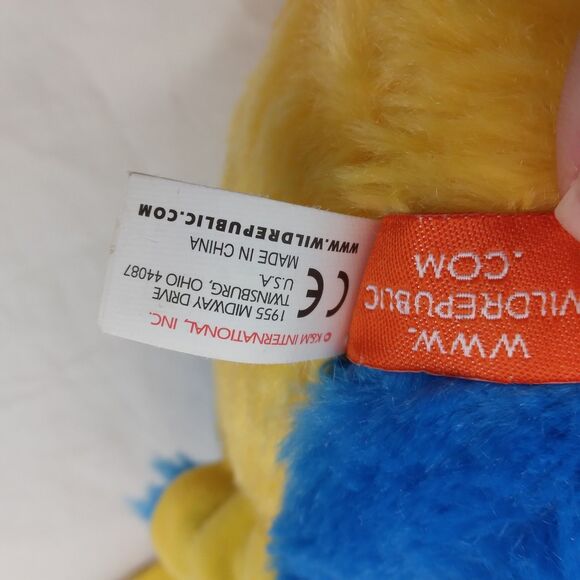 © K&M INTERNATIONAL, INC.
1955 MIDWAY DRIVE
TWINSBURG, OHIO 44087
U.S.A.
CE
MADE IN CHINA
WWW.WILDREPUBLIC.COM
WWW.
WILDREPUBLIC
.COM